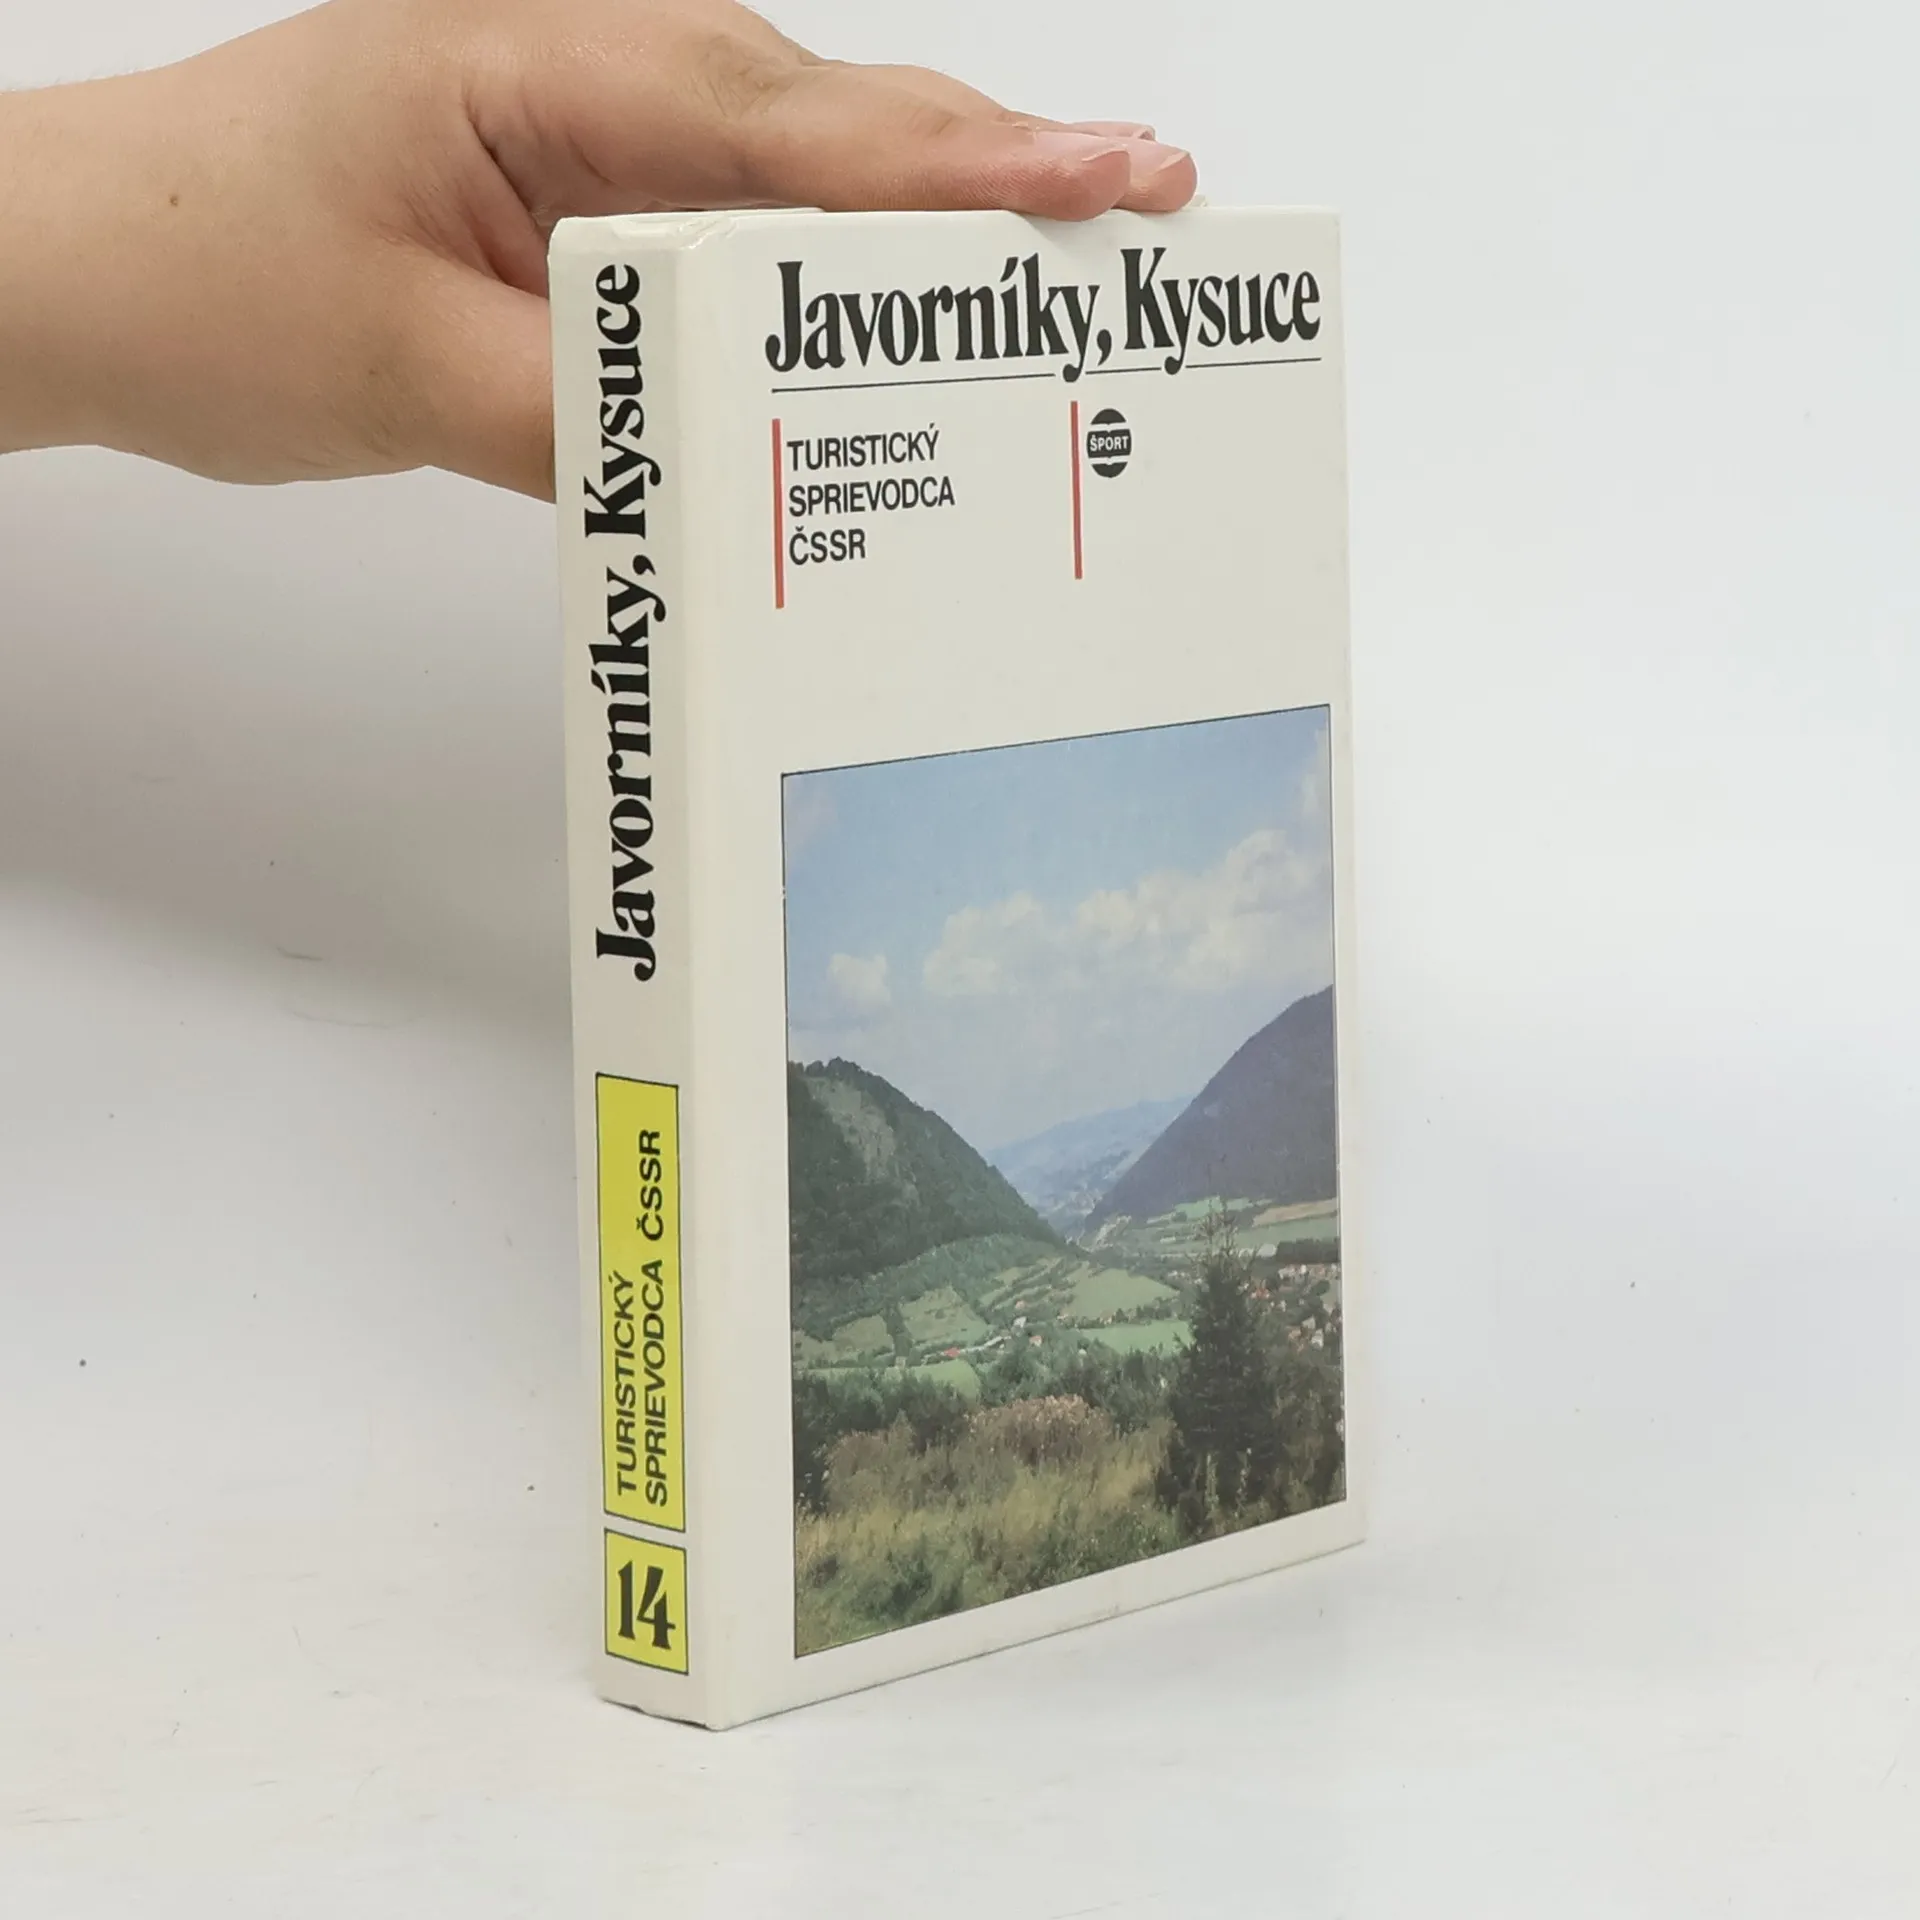 Javorníky, Kysuce
TURISTICKÝ
SPRIEVODCA
ČSSR
ŠPORT
Javorníky, Kysuce
TURISTICKÝ
SPRIEVODCA ČSSR
14